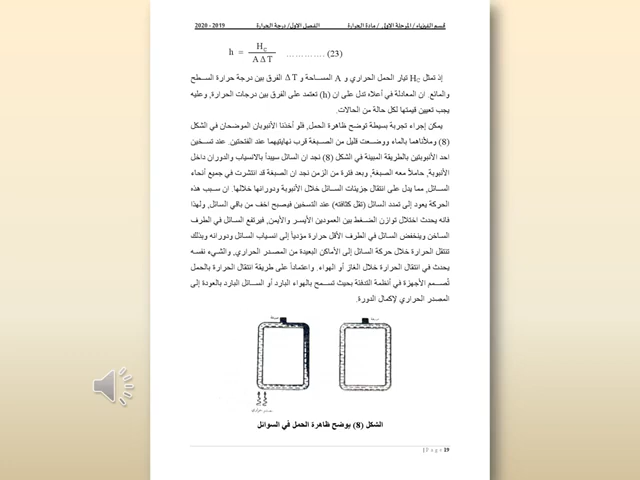 قسم الفيزياء/ المرحلة الاولى / مادة الحرارة الفصل الاول/ درجة الحرارة 2019 - 2020
h = H_C / A Δ T ............ (23)
إذ تمثل H_C تيار الحمل الحراري و A المساحة و Δ T الفرق بين درجة حرارة السطح
والمائع. ان المعادلة في أعلاه تدل على ان (h) تعتمد على الفرق بين درجات الحرارة, وعليه
يجب تعيين قيمتها لكل حالة من الحالات.
يمكن إجراء تجربة بسيطة توضح ظاهرة الحمل, فلو أخذنا الأنبوبان الموضحان في الشكل
(8) وملأناهما بالماء ووضعت قليل من الصبغة قرب نهايتيهما عند الفتحتين. عند تسخين
احد الأنبوبتين بالطريقة المبينة في الشكل (8) نجد ان السائل سيبدأ بالانسياب والدوران داخل
الأنبوبة, حاملاً معه الصبغة, وبعد فترة من الزمن نجد ان الصبغة قد انتشرت في جميع أنحاء
السائل, مما يدل على انتقال جزيئات السائل خلال الأنبوبة ودورانها خلالها. ان سبب هذه
الحركة يعود إلى تمدد السائل (تقل كثافته) عند التسخين فيصبح اخف من باقي السائل, ولهذا
فانه يحدث اختلال توازن الضغط بين العمودين الأيسر والأيمن, فيرتفع السائل في الطرف
الساخن وينخفض السائل في الطرف الأقل حرارة مؤدياً إلى انسياب السائل ودورانه وبذلك
تنتقل الحرارة خلال حركة السائل إلى الأماكن البعيدة من المصدر الحراري, والشيء نفسه
يحدث في انتقال الحرارة خلال الغاز أو الهواء. واعتماداً على طريقة انتقال الحرارة بالحمل
تُصمم الأجهزة في أنظمة التدفئة بحيث تسمح بالهواء البارد أو السائل البارد بالعودة إلى
المصدر الحراري لإكمال الدورة.
صبغة صبغة
مصدر حراري
الشكل (8) يوضح ظاهرة الحمل في السوائل
| P a g e 19